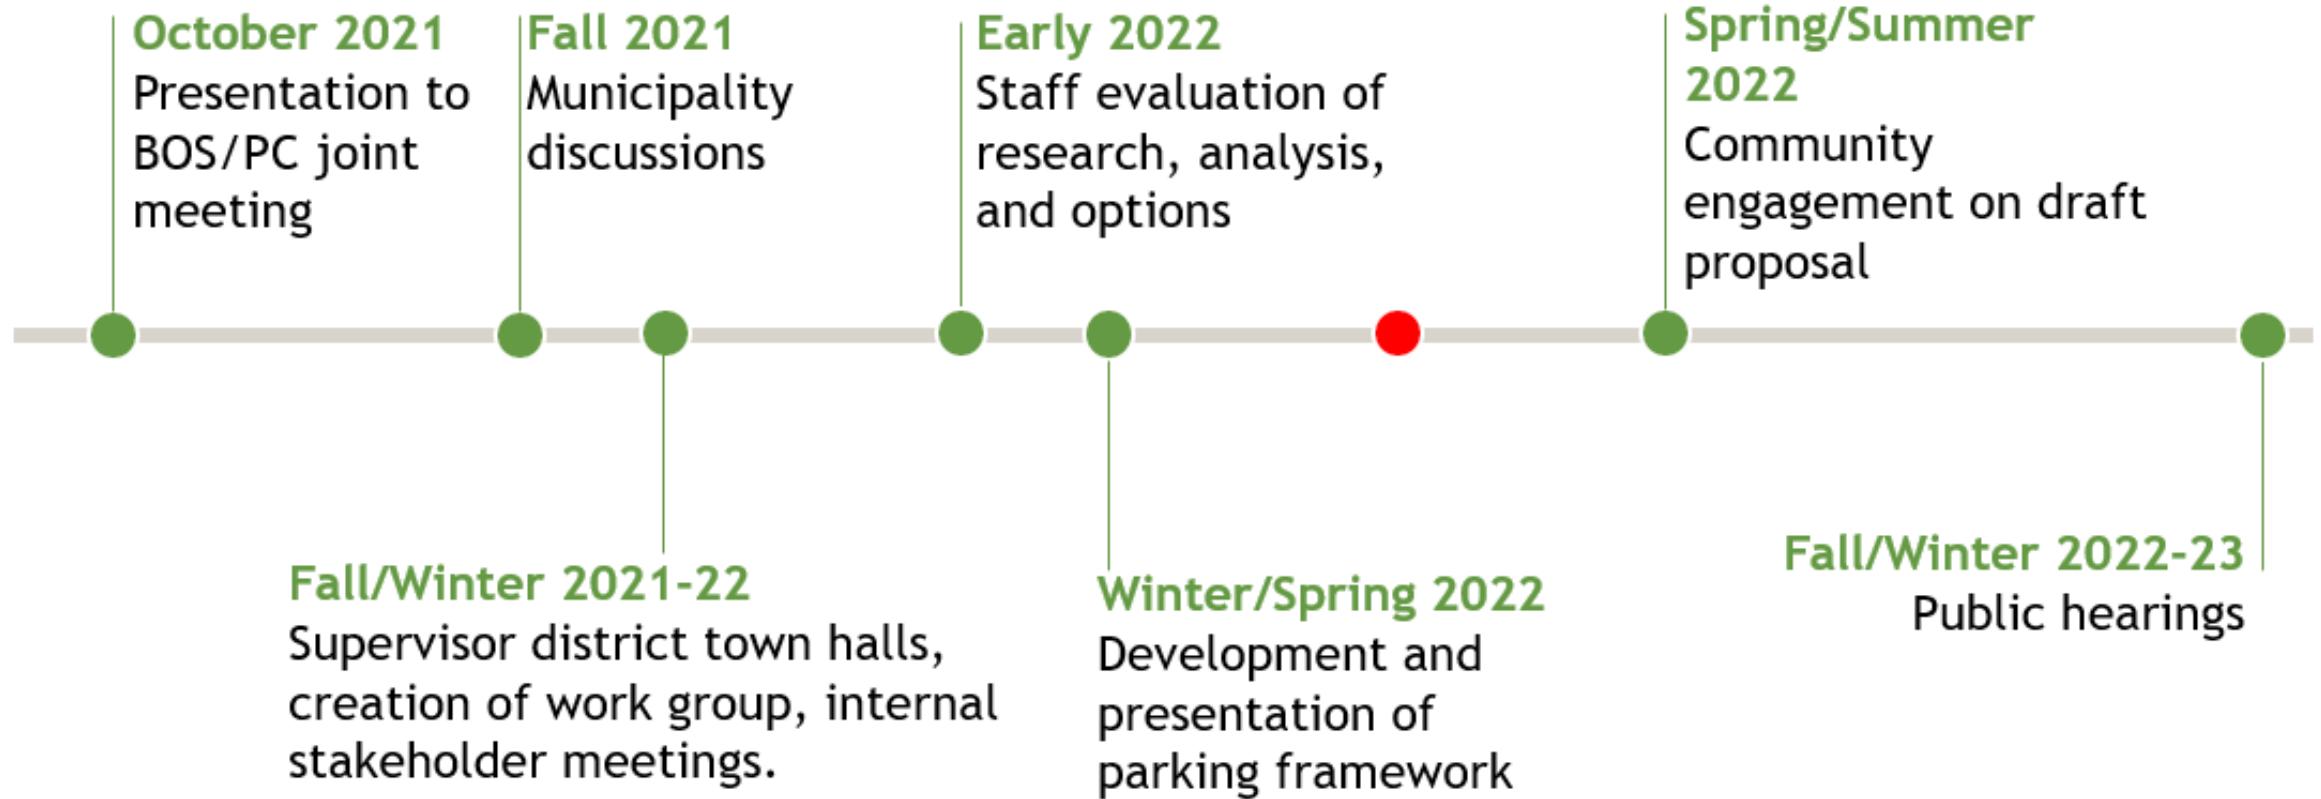 October 2021
Presentation to
BOS/PC joint
meeting
Fall 2021
Municipality
discussions
Early 2022
Staff evaluation of
research, analysis,
and options
Spring/Summer
2022
Community
engagement on draft
proposal
Fall/Winter 2021-22
Supervisor district town halls,
creation of work group, internal
stakeholder meetings.
Winter/Spring 2022
Development and
presentation of
parking framework
Fall/Winter 2022-23
Public hearings